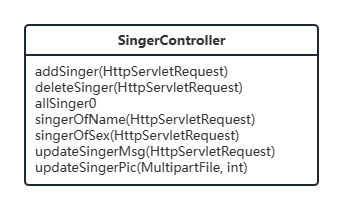 SingerController
addSinger(HttpServletRequest)
deleteSinger(HttpServletRequest)
allSinger0
singerOfName(HttpServletRequest)
singerOfSex(HttpServletRequest)
updateSingerMsg(HttpServletRequest)
updateSingerPic(MultipartFile, int)